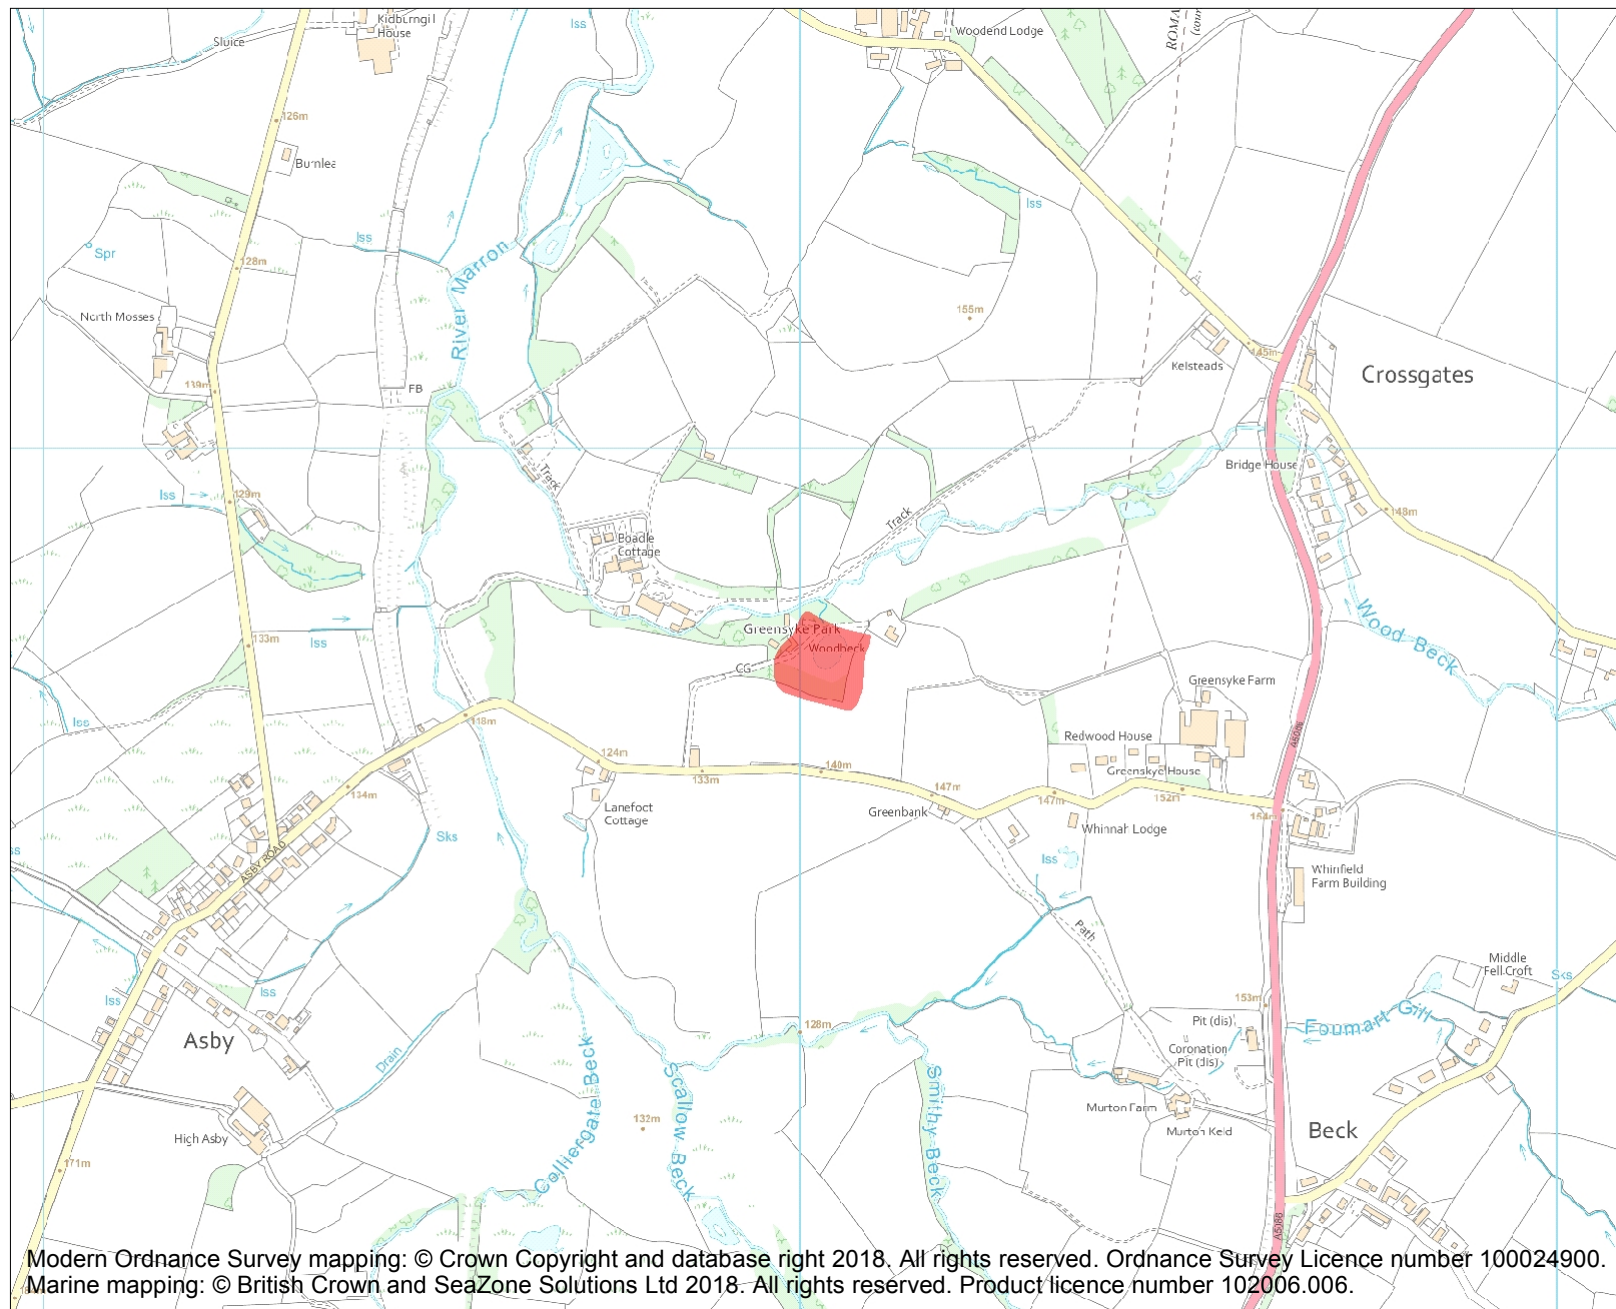 Kidburngill
House
Iss
Woodend Lodge
ROMA
Sluice
126m
Burnlea
Iss
Iss
Spr
128m
River Marron
155m
North Mosses
145m
Kelsteads
Crossgates
139m
FB
Bridge House
Track
Iss
129m
148m
Track
Boadle
Cottage
Wood Beck
Greensyke Park
Woodbeck
133m
Iss
CG
Greensyke Farm
Iss
118m
A5086
Redwood House
124m
140m
Greenskye House
133m
147m
147m
152m
134m
Lanefoot
Cottage
Greenbank
154m
Whinnah Lodge
Sks
ASBY ROAD
Iss
Whinfield
Farm Building
Path
Middle
Fell Croft
Sks
Iss
Iss
153m
Pit (dis)
Foumart Gill
128m
Asby
Coronation
Pit (dis)
Drain
Colliergate Beck
Scallow Beck
Smithy Beck
Murton Farm
132m
Murton Keld
Beck
High Asby
171m
A5086
Modern Ordnance Survey mapping: © Crown Copyright and database right 2018. All rights reserved. Ordnance Survey Licence number 100024900.
Marine mapping: © British Crown and SeaZone Solutions Ltd 2018. All rights reserved. Product licence number 102006.006.